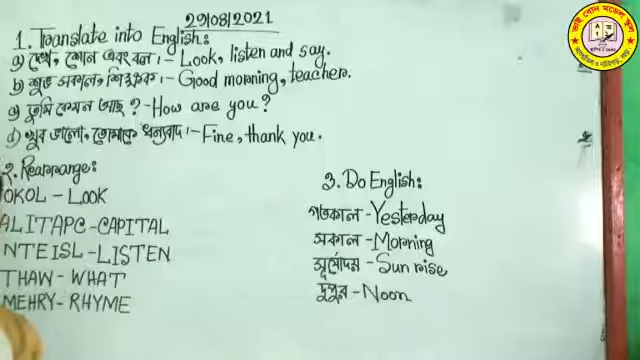 29/08/2021
1. Translate into English:
a) দেখ, শোন এবং বল।- Look, listen and say.
b) শুভ সকাল, শিক্ষক।- Good morning, teacher.
c) তুমি কেমন আছ? - How are you?
d) খুব ভালো, তোমাকে ধন্যবাদ।- Fine, thank you.
২. Rearrange:
OKOL - Look
ALITAPC - CAPITAL
NTEISL - LISTEN
THAW - WHAT
MEHRY - RHYME
3. Do English:
গতকাল - Yesterday
সকাল - Morning
সূর্যোদয় - Sun rise
দুপুর - Noon